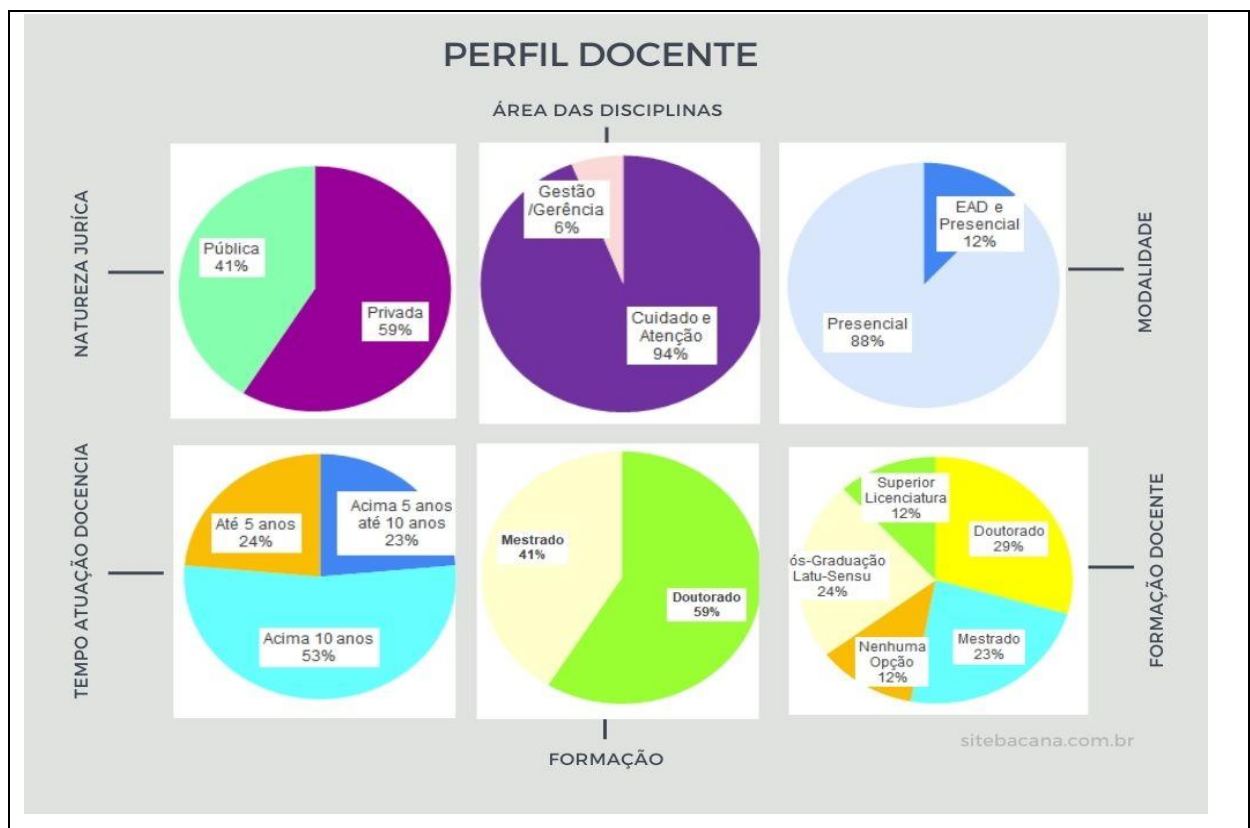 PERFIL DOCENTE
ÁREA DAS DISCIPLINAS
NATUREZA JURÍCA
Pública
41%
Privada
59%
Gestão
/Gerência
6%
Cuidado e
Atenção
94%
EAD e
Presencial
12%
Presencial
88%
MODALIDADE
TEMPO ATUAÇÃO DOCENCIA
Até 5 anos
24%
Acima 5 anos
até 10 anos
23%
Acima 10 anos
53%
Mestrado
41%
Doutorado
59%
Superior
Licenciatura
12%
Doutorado
29%
ós-Graduação
Latu-Sensu
24%
Nenhuma
Opção
12%
Mestrado
23%
FORMAÇÃO DOCENTE
FORMAÇÃO
sitebacana.com.br